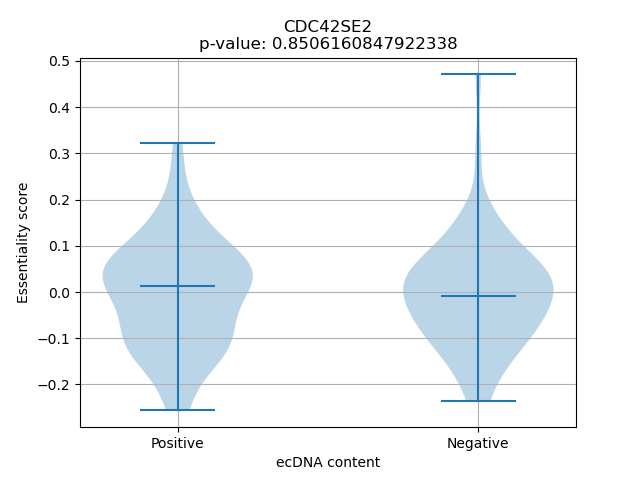 CDC42SE2
p-value: 0.8506160847922338
Essentiality score
0.5
0.4
0.3
0.2
0.1
0.0
−0.1
−0.2
Positive
Negative
ecDNA content